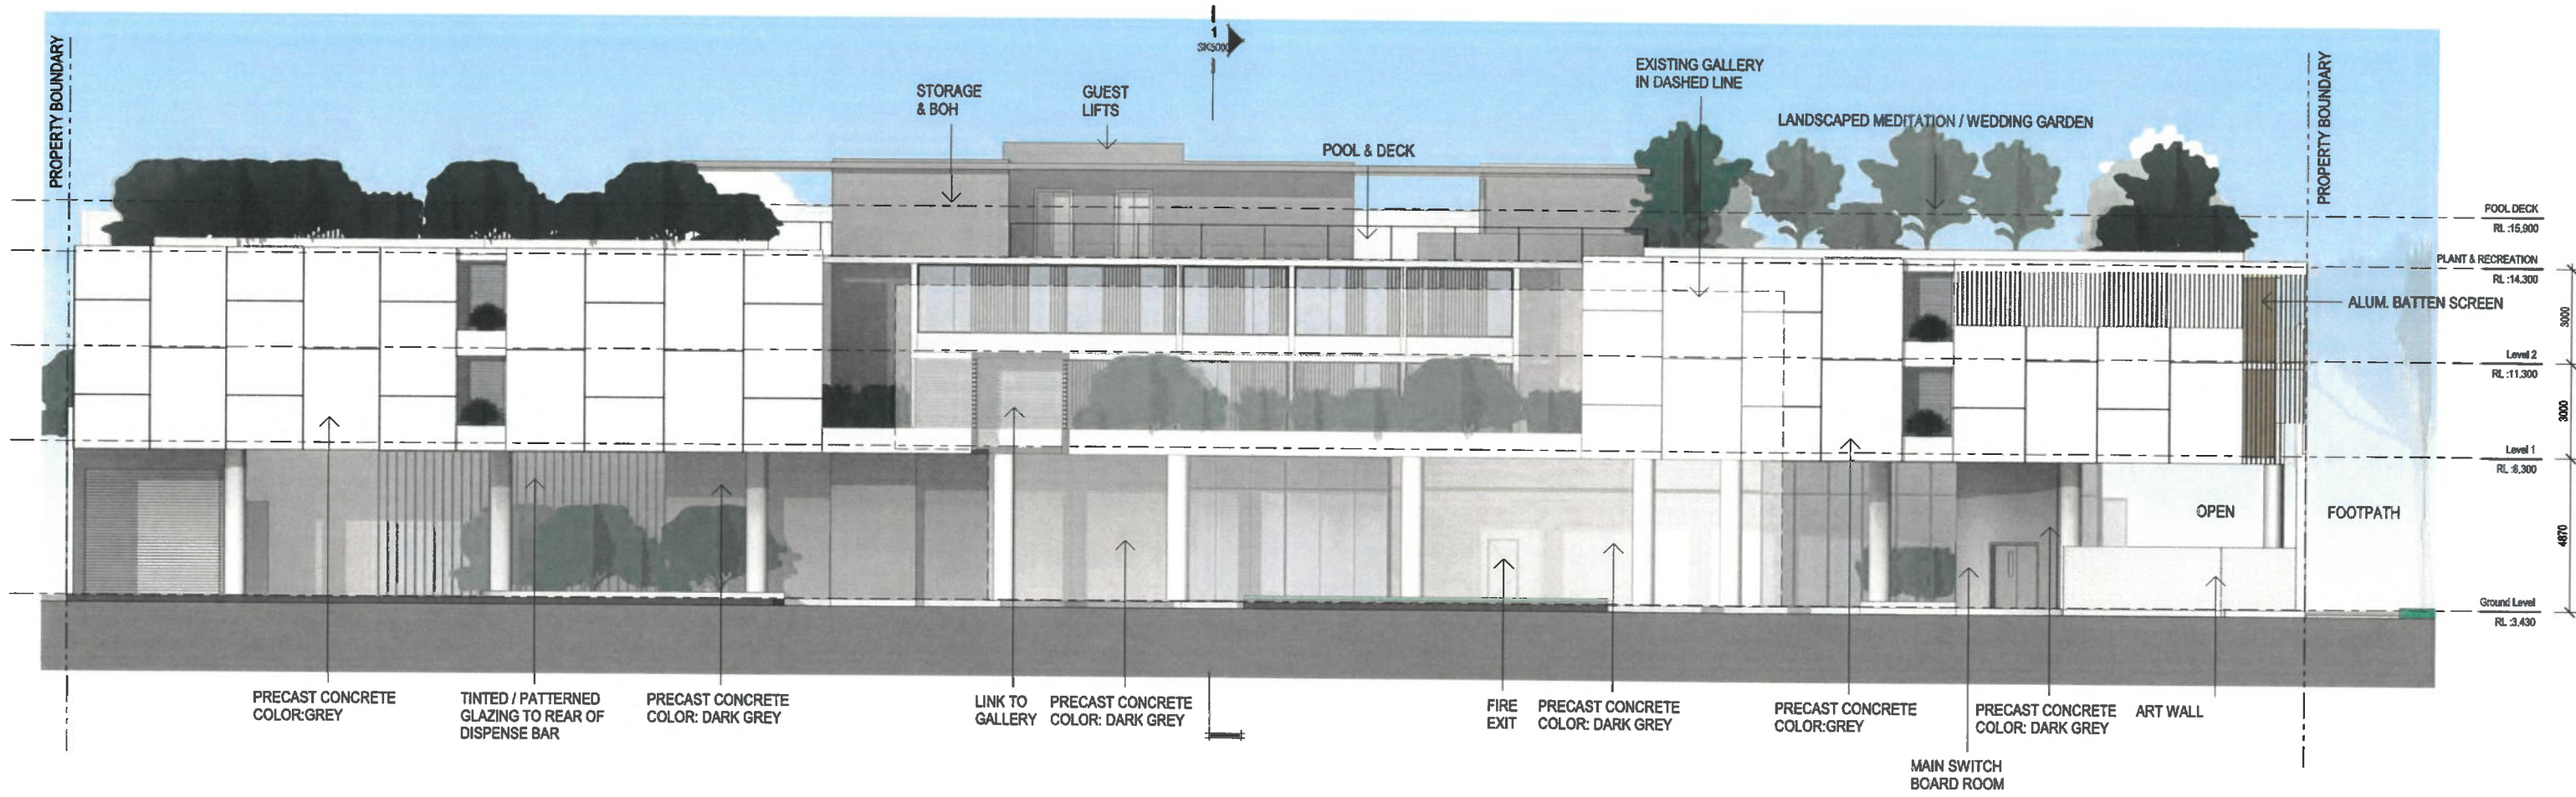 PROPERTY BOUNDARY
STORAGE
& BOH
GUEST
LIFTS
1
SK5000
POOL & DECK
EXISTING GALLERY
IN DASHED LINE
LANDSCAPED MEDITATION / WEDDING GARDEN
PROPERTY BOUNDARY
POOL DECK
RL :15,900
PLANT & RECREATION
RL :14,300
ALUM. BATTEN SCREEN
3000
Level 2
RL :11,300
3000
Level 1
RL :8,300
4870
OPEN
FOOTPATH
Ground Level
RL :3,430
PRECAST CONCRETE
COLOR:GREY
TINTED / PATTERNED
GLAZING TO REAR OF
DISPENSE BAR
PRECAST CONCRETE
COLOR: DARK GREY
LINK TO
GALLERY
PRECAST CONCRETE
COLOR: DARK GREY
FIRE
EXIT
PRECAST CONCRETE
COLOR: DARK GREY
PRECAST CONCRETE
COLOR:GREY
MAIN SWITCH
BOARD ROOM
PRECAST CONCRETE
COLOR: DARK GREY
ART WALL